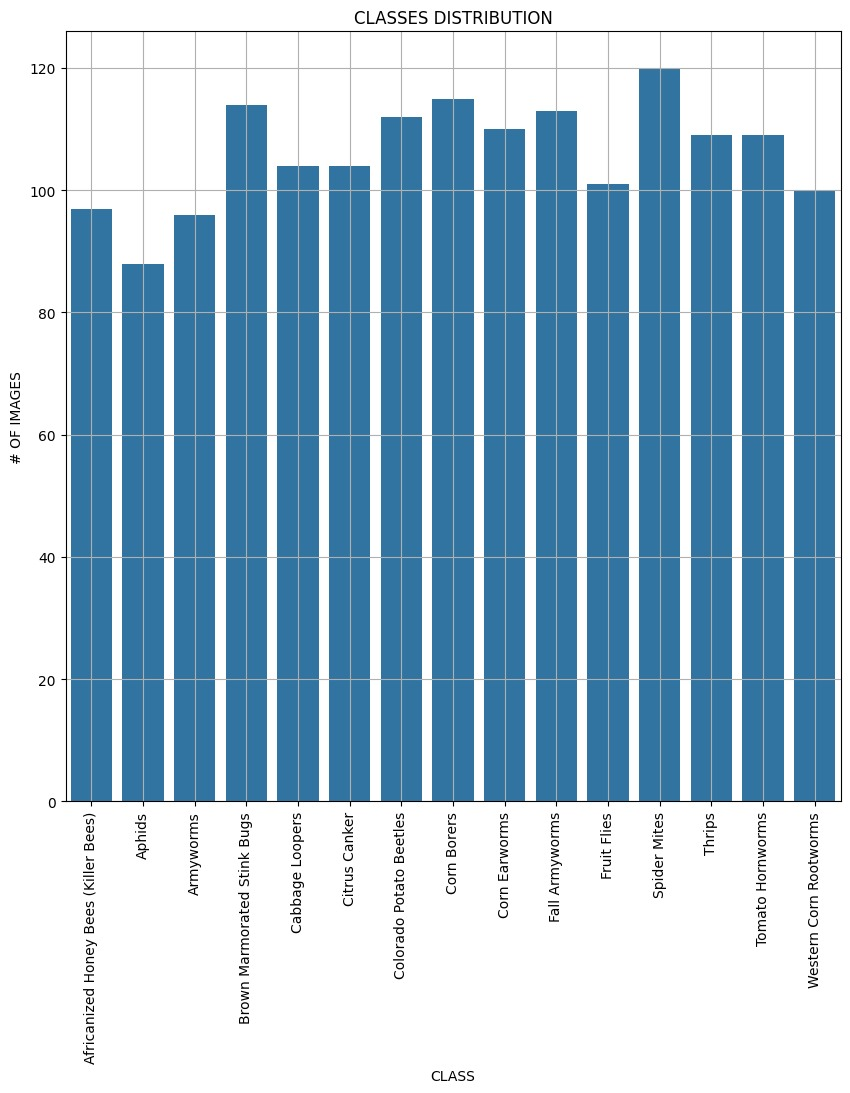 CLASSES DISTRIBUTION
120
100
80
60
40
20
0
# OF IMAGES
Africanized Honey Bees (Killer Bees)
Aphids
Armyworms
Brown Marmorated Stink Bugs
Cabbage Loopers
Citrus Canker
Colorado Potato Beetles
Corn Borers
Corn Earworms
Fall Armyworms
Fruit Flies
Spider Mites
Thrips
Tomato Hornworms
Western Corn Rootworms
CLASS